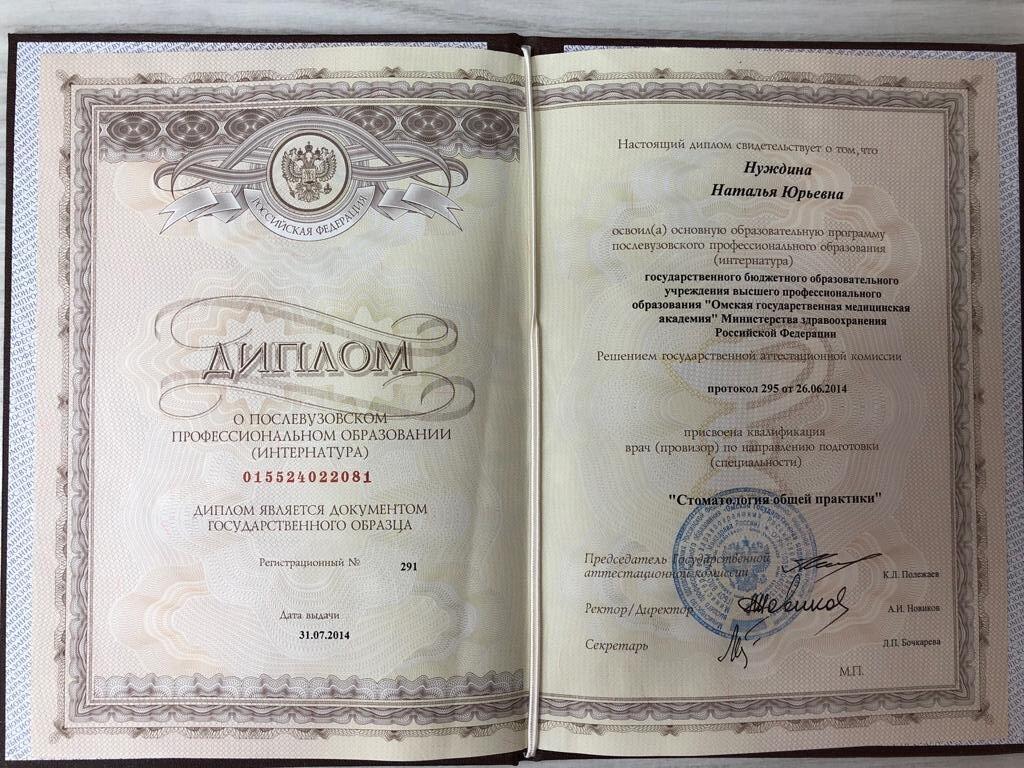 РОССИЙСКАЯ ФЕДЕРАЦИЯ
ДИПЛОМ
О ПОСЛЕВУЗОВСКОМ
ПРОФЕССИОНАЛЬНОМ ОБРАЗОВАНИИ
(ИНТЕРНАТУРА)
015524022081
ДИПЛОМ ЯВЛЯЕТСЯ ДОКУМЕНТОМ
ГОСУДАРСТВЕННОГО ОБРАЗЦА
Регистрационный № 291
Дата выдачи
31.07.2014
Настоящий диплом свидетельствует о том, что
Нуждина
Наталья Юрьевна
освоил(а) основную образовательную программу
послевузовского профессионального образования
(интернатура)
государственного бюджетного образовательного
учреждения высшего профессионального
образования "Омская государственная медицинская
академия" Министерства здравоохранения
Российской Федерации
Решением государственной аттестационной комиссии
протокол 295 от 26.06.2014
присвоена квалификация
врач (провизор) по направлению подготовки
(специальности)
"Стоматология общей практики"
Председатель Государственной
аттестационной комиссии
К.Л. Полежаев
Ректор/Директор
А.И. Новиков
Секретарь
Л.П. Бочкарева
М.П.